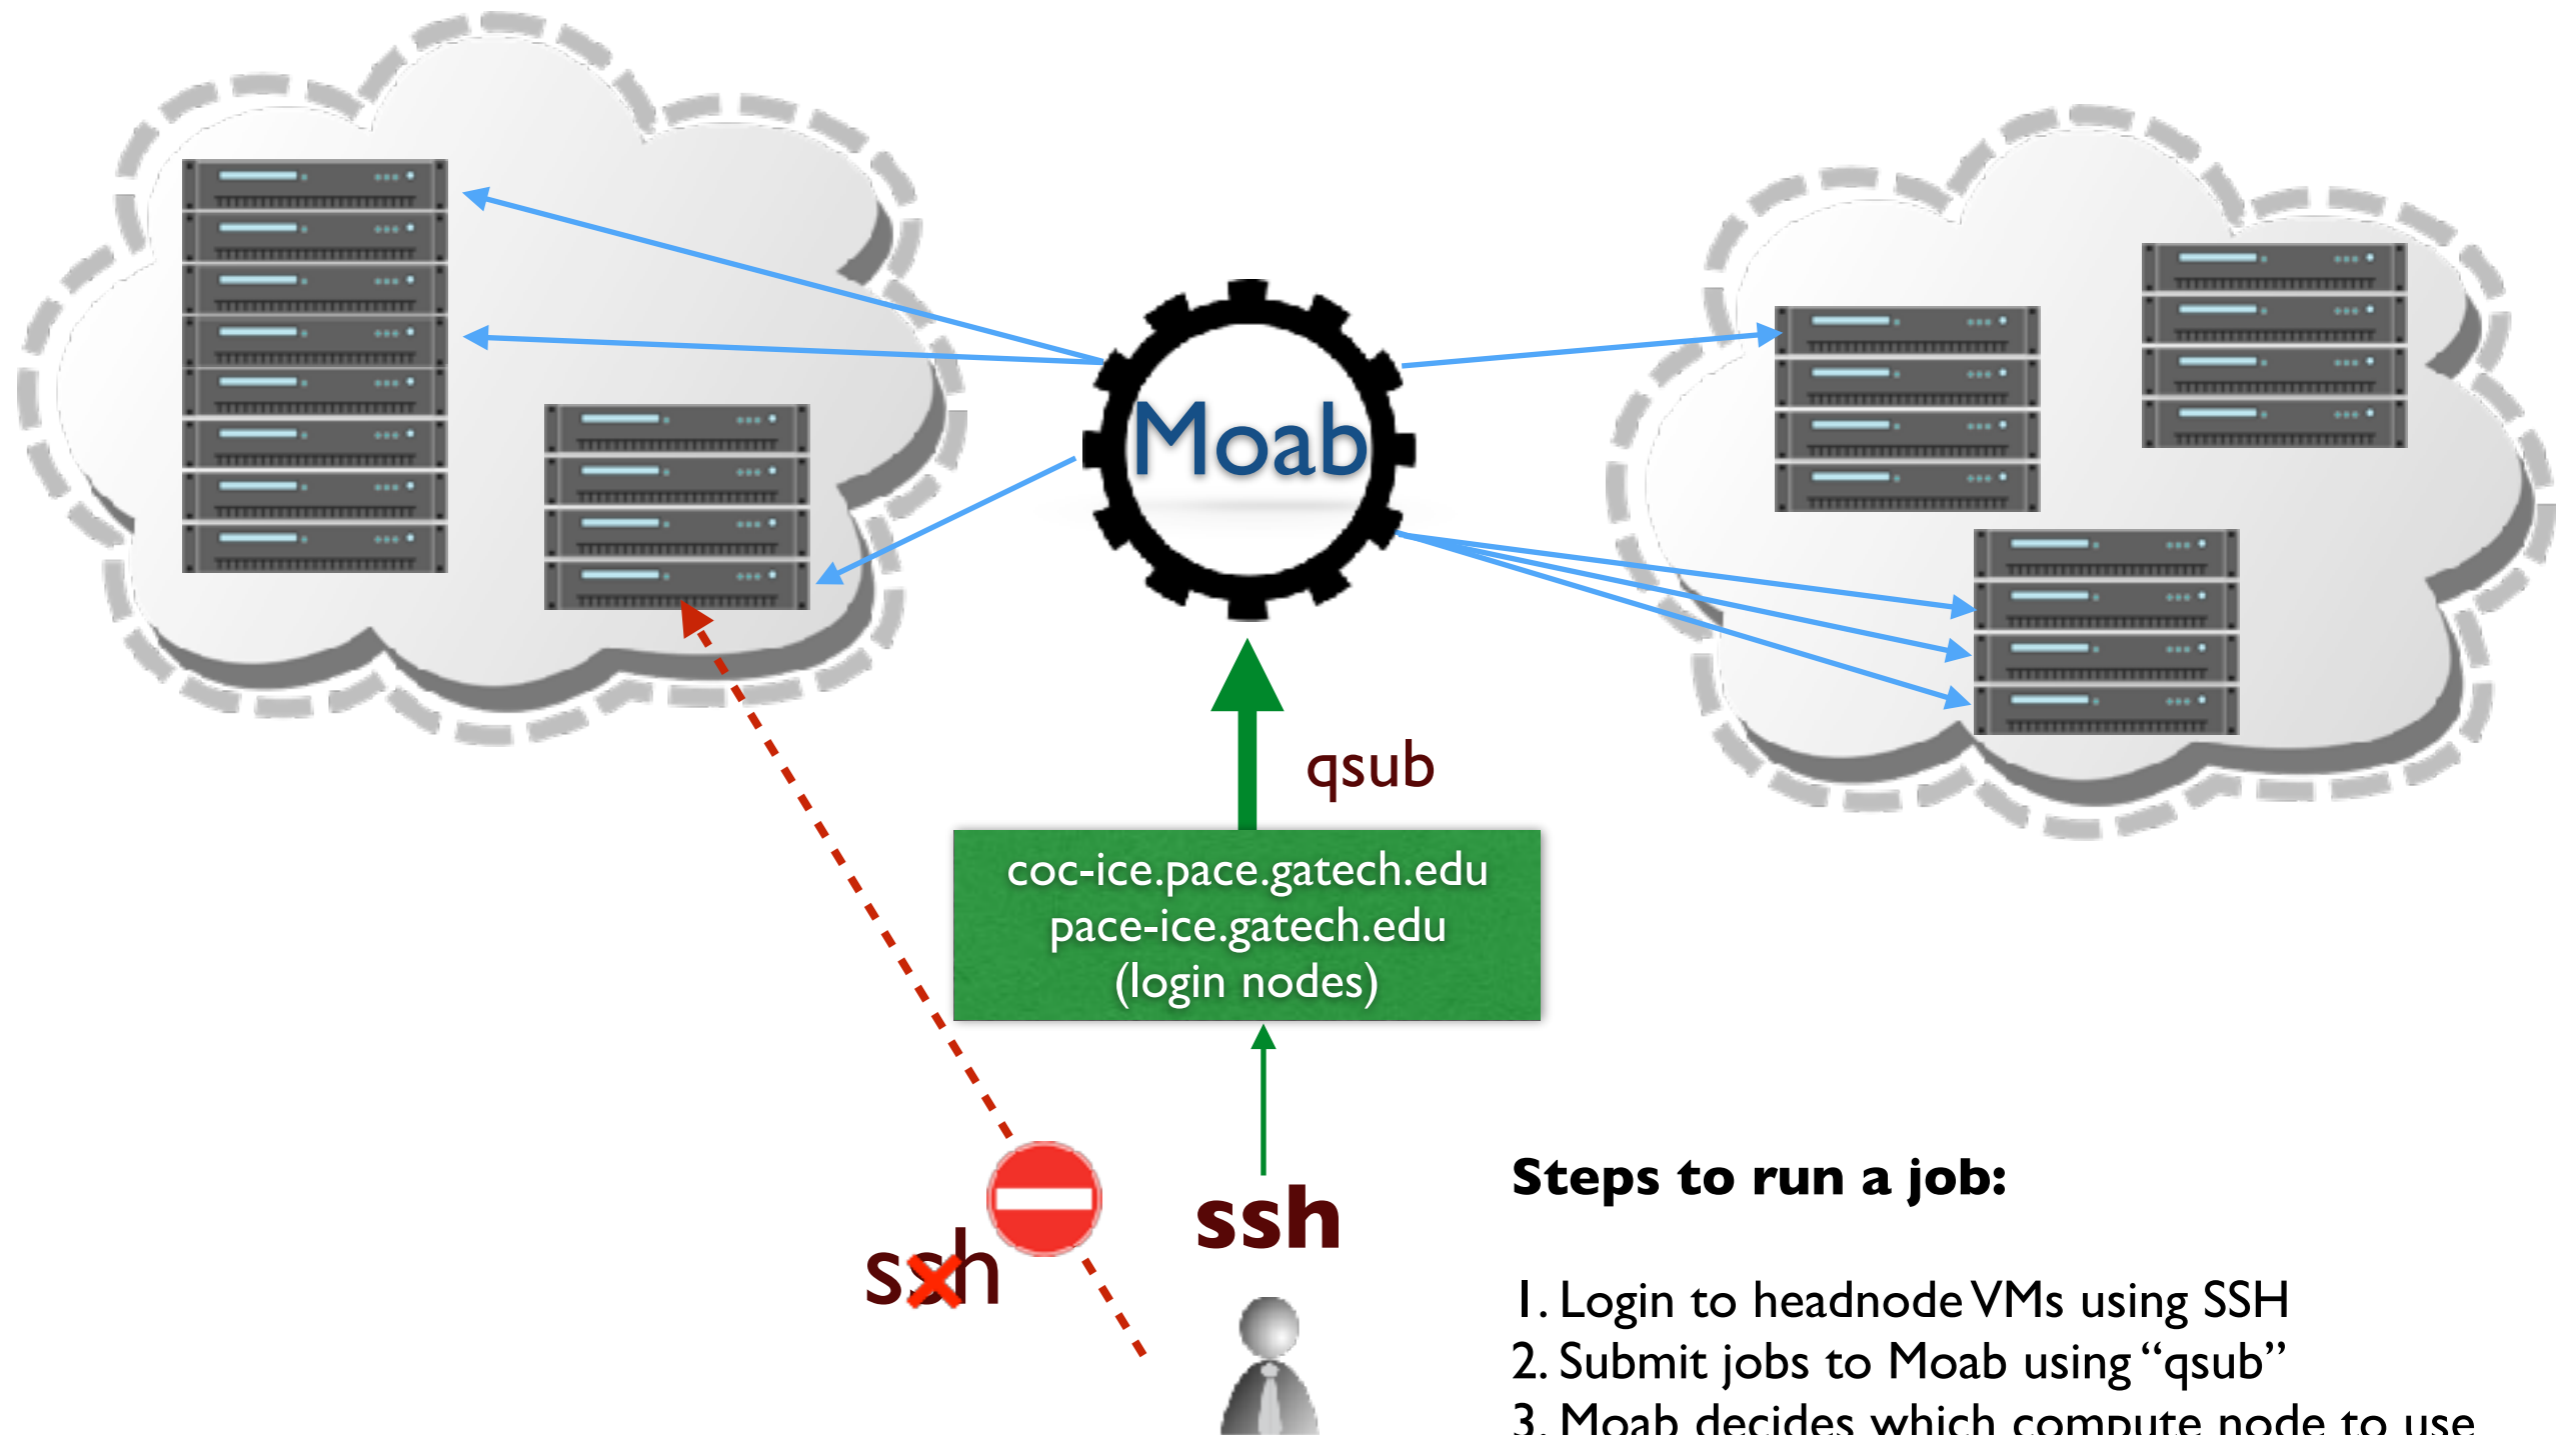 Moab
qsub
coc-ice.pace.gatech.edu
pace-ice.gatech.edu
(login nodes)
ssh
ssh
Steps to run a job:
1. Login to headnode VMs using SSH
2. Submit jobs to Moab using “qsub”
3. Moab decides which compute node to use